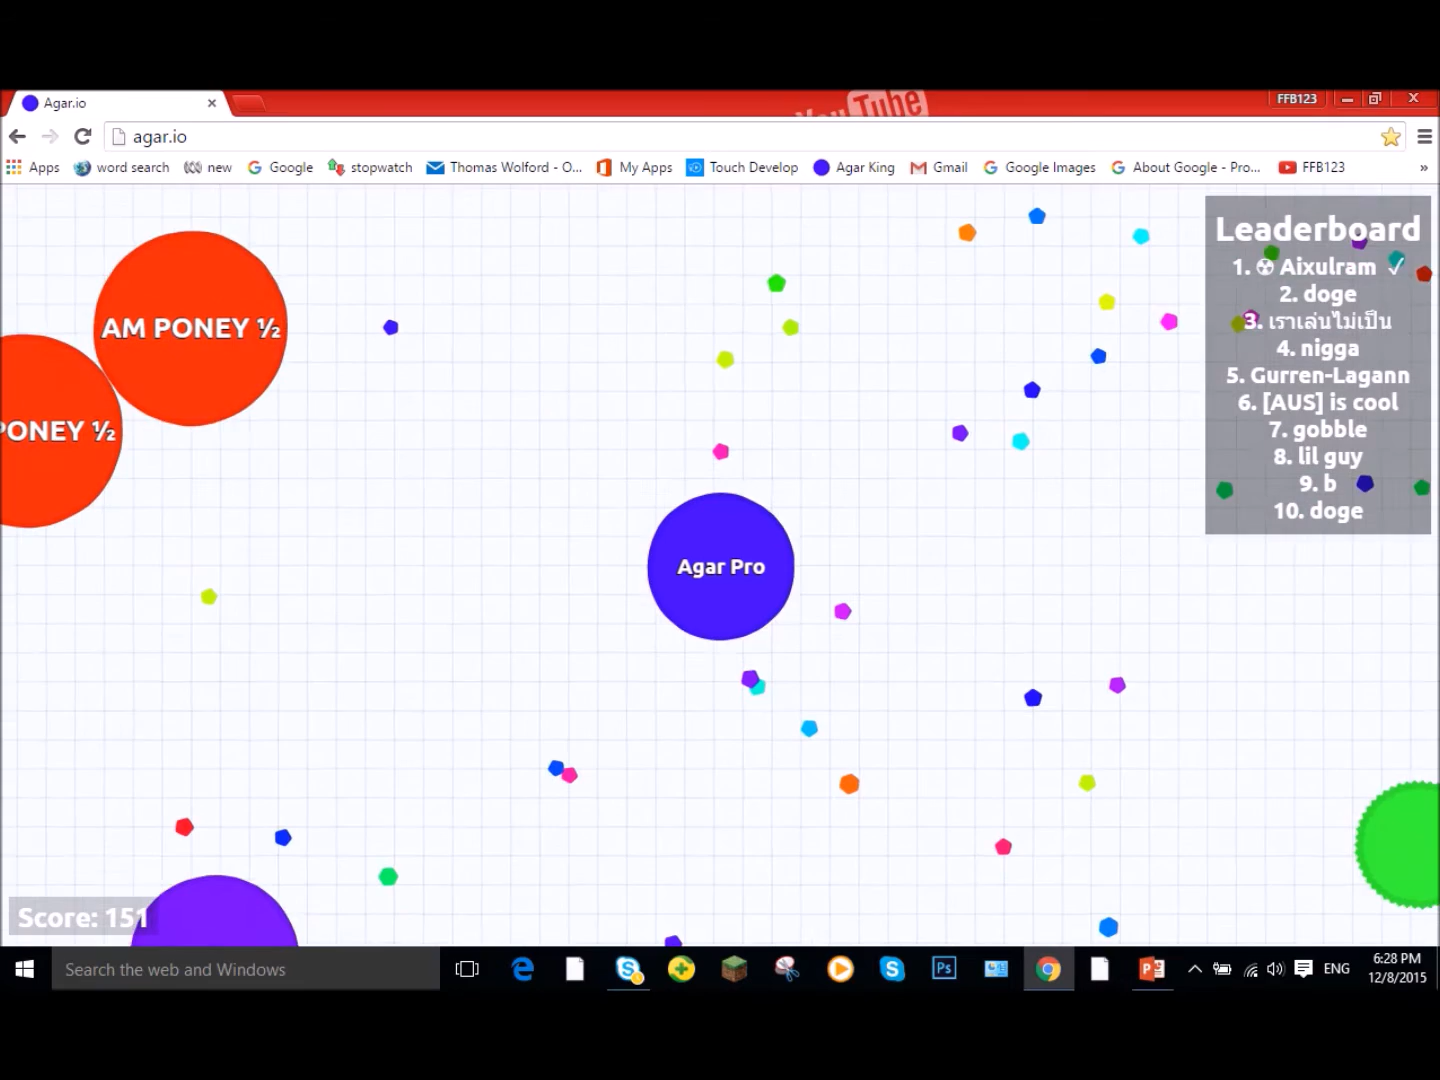 Agar.io
YouTube
FFB123
agar.io
Apps
word search
new
Google
stopwatch
Thomas Wolford - O...
My Apps
Touch Develop
Agar King
Gmail
Google Images
About Google - Pro...
FFB123
»
Leaderboard
1. ☢ Aixulram ✓
2. doge
3. เราเล่นไม่เป็น
4. nigga
5. Gurren-Lagann
6. [AUS] is cool
7. gobble
8. lil guy
9. b
10. doge
AM PONEY ½
PONEY ½
Agar Pro
Score: 151
Search the web and Windows
Ps
ENG
6:28 PM
12/8/2015